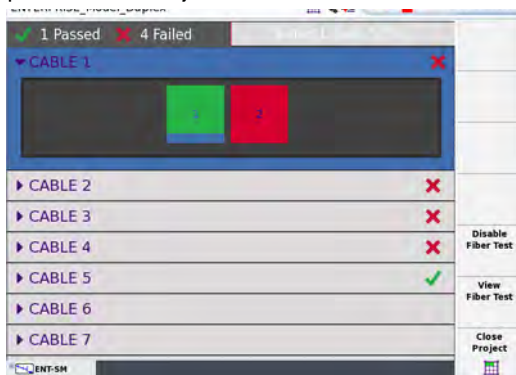 ENTERPRISE_Model_Duplex
1 Passed 4 Failed
CABLE 1
1 2
CABLE 2
CABLE 3
CABLE 4
CABLE 5
CABLE 6
CABLE 7
Disable
Fiber Test
View
Fiber Test
Close
Project
ENT-SM